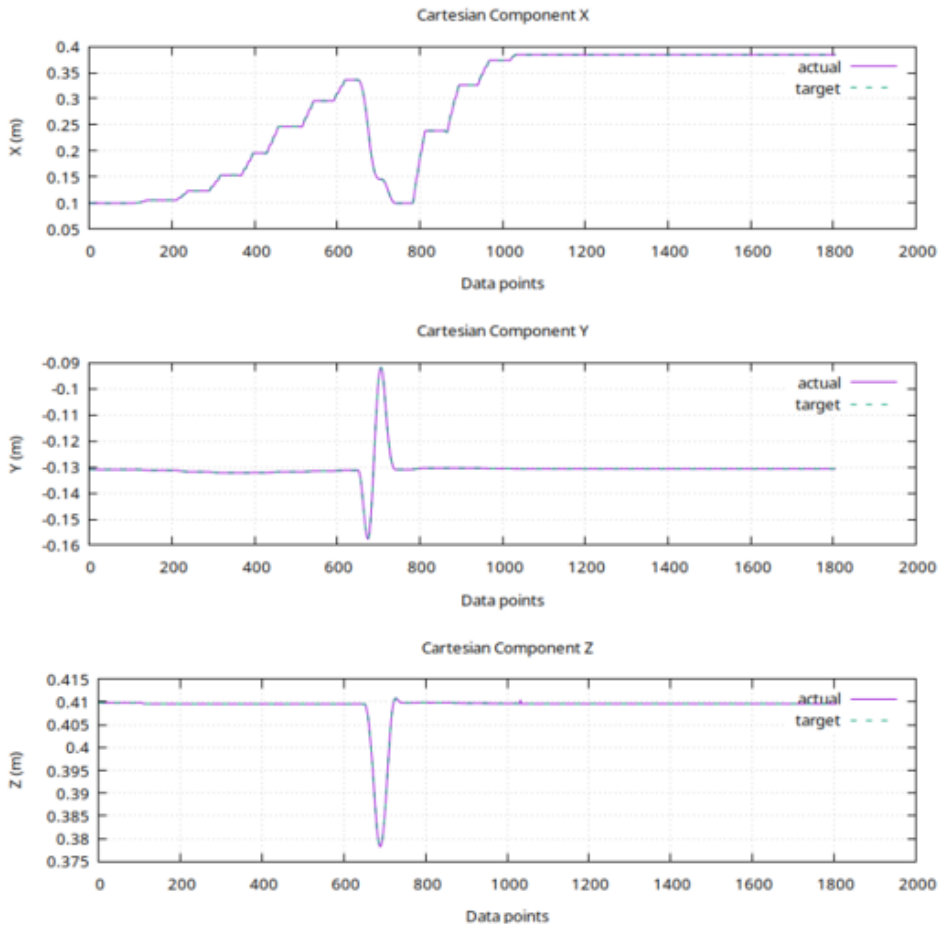 Cartesian Component X
0.4
0.35
0.3
0.25
0.2
0.15
0.1
0.05
X (m)
actual
target
0 200 400 600 800 1000 1200 1400 1600 1800 2000
Data points
Cartesian Component Y
-0.09
-0.1
-0.11
-0.12
-0.13
-0.14
-0.15
-0.16
Y (m)
actual
target
0 200 400 600 800 1000 1200 1400 1600 1800 2000
Data points
Cartesian Component Z
0.415
0.41
0.405
0.4
0.395
0.39
0.385
0.38
0.375
Z (m)
actual
target
0 200 400 600 800 1000 1200 1400 1600 1800 2000
Data points